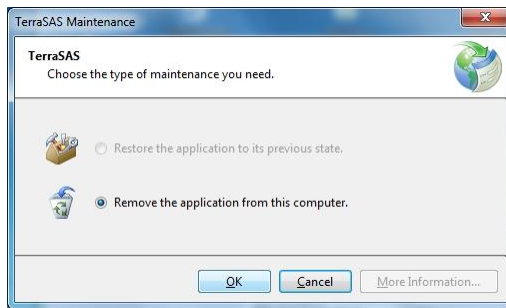 TerraSAS Maintenance
TerraSAS
Choose the type of maintenance you need.
Restore the application to its previous state.
Remove the application from this computer.
OK Cancel More Information...